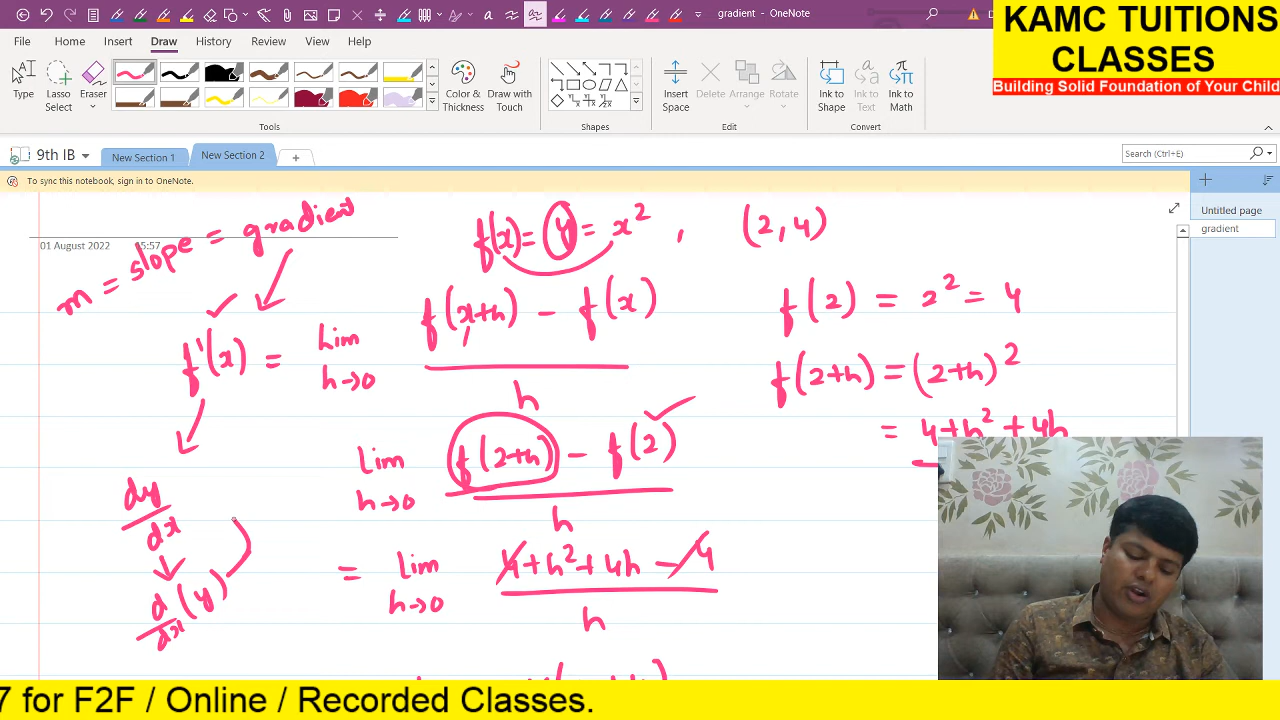 gradient - OneNote
KAMC TUITIONS
CLASSES
Building Solid Foundation of Your Child
File Home Insert Draw History Review View Help
Type
Lasso Select
Eraser
Color & Thickness
Draw with Touch
Insert Space
Delete
Arrange
Rotate
Ink to Shape
Ink to Text
Ink to Math
Tools
Shapes
Edit
Convert
9th IB
New Section 1
New Section 2
Search (Ctrl+E)
To sync this notebook, sign in to OneNote.
Untitled page
gradient
01 August 2022 15:57
m = slope = gradient
f(x) = y = x², (2,4)
f'(x) = Lim h→0 f(x+h) - f(x) / h
f(2) = 2² = 4
f(2+h) = (2+h)²
= 4+h²+4h
Lim h→0 f(2+h) - f(2) / h
dy/dx
= Lim h→0 4+h²+4h-4 / h
d/dx (y)
7 for F2F / Online / Recorded Classes.